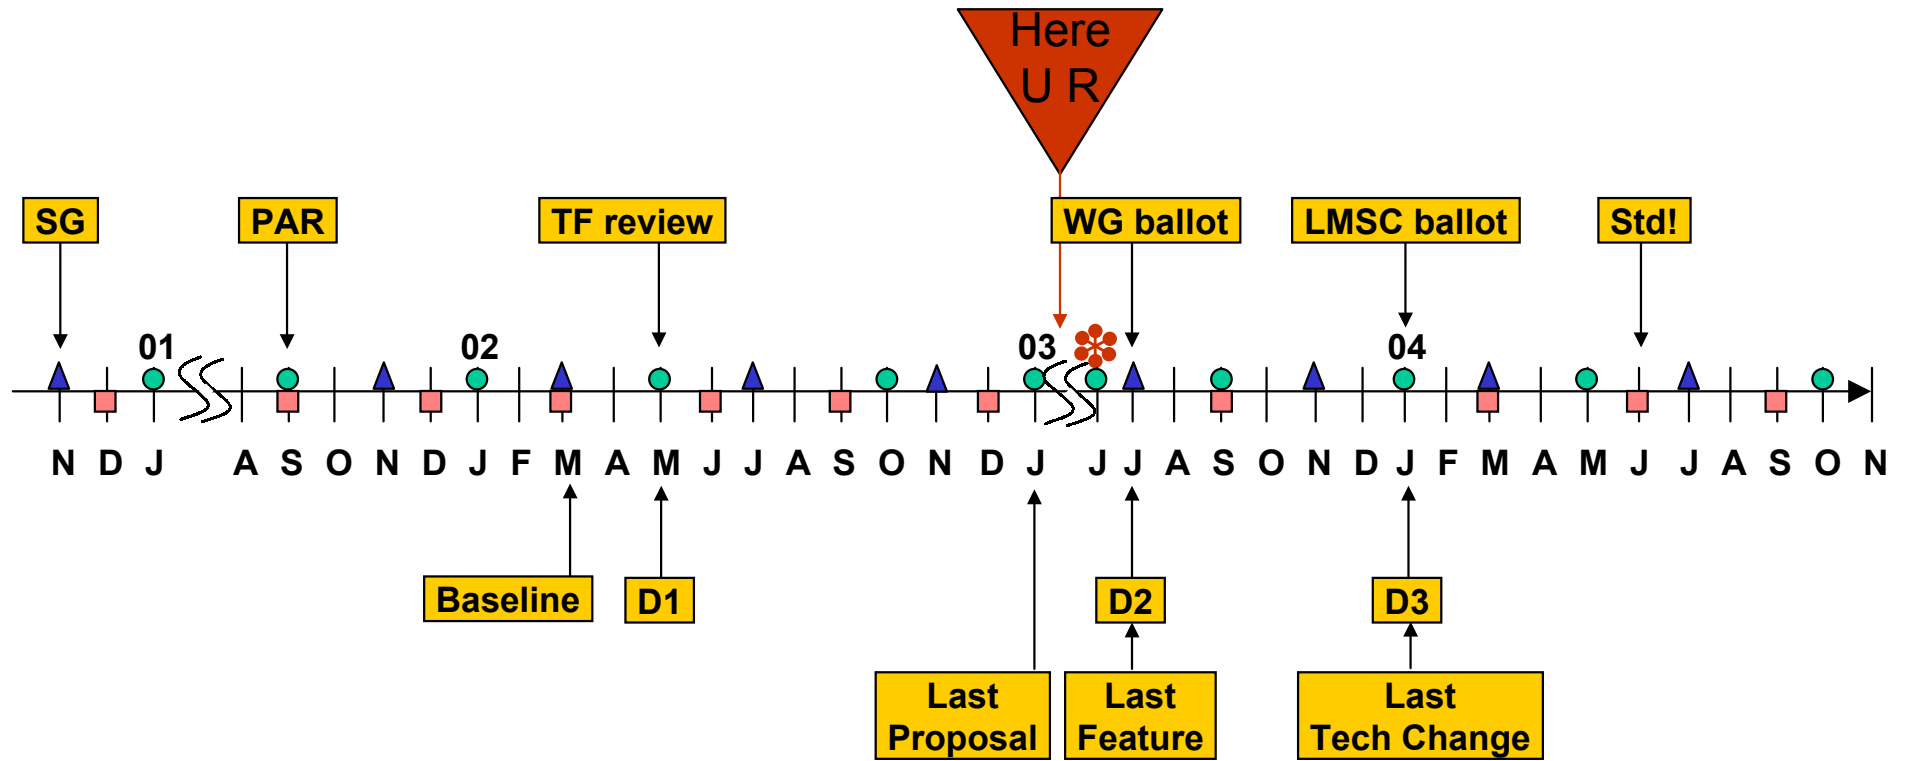 Here
U R
SG
PAR
TF review
WG ballot
LMSC ballot
Std!
01
02
03
04
N D J A S O N D J F M A M J J A S O N D J J J A S O N D J F M A M J J A S O N
Baseline
D1
D2
D3
Last
Proposal
Last
Feature
Last
Tech Change